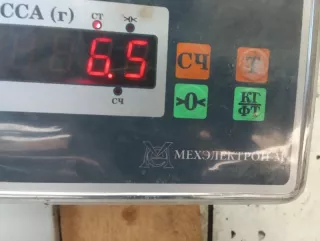 ССА (г)
СТ >0<
6.5
СЧ
СЧ Т
>0< КГ
ФТ
МЕХЭЛЕКТРОН-М